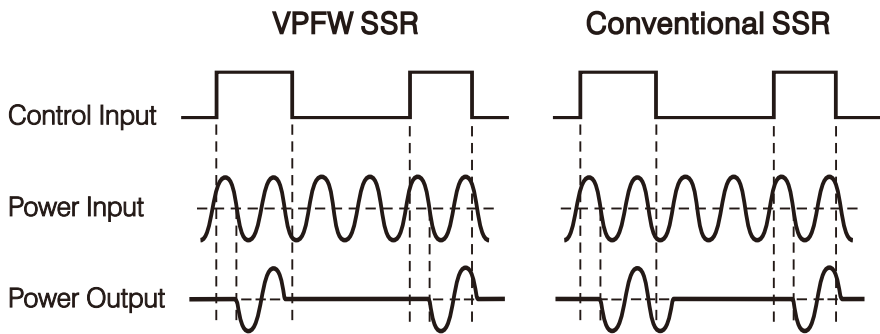 VPFW SSR
Conventional SSR
Control Input
Power Input
Power Output